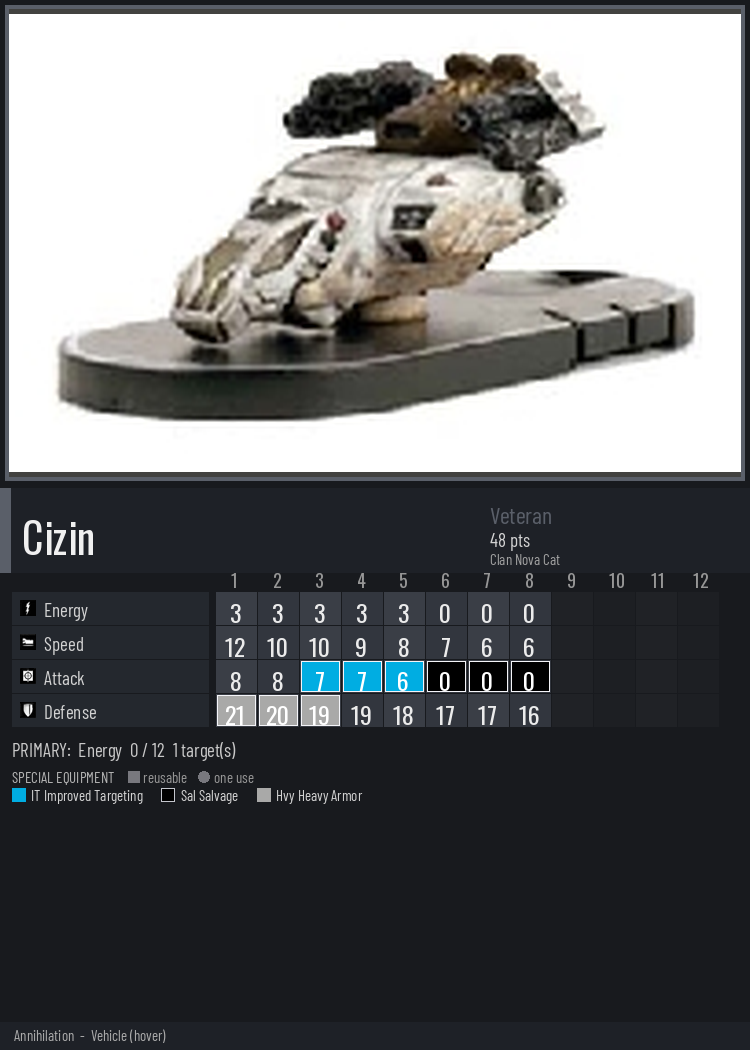 Cizin
Veteran
48 pts
Clan Nova Cat
1 2 3 4 5 6 7 8 9 10 11 12
Energy 3 3 3 3 3 0 0 0
Speed 12 10 10 9 8 7 6 6
Attack 8 8 7 7 6 0 0 0
Defense 21 20 19 19 18 17 17 16
PRIMARY: Energy 0 / 12 1 target(s)
SPECIAL EQUIPMENT reusable one use
IT Improved Targeting Sal Salvage Hvy Heavy Armor
Annihilation - Vehicle (hover)